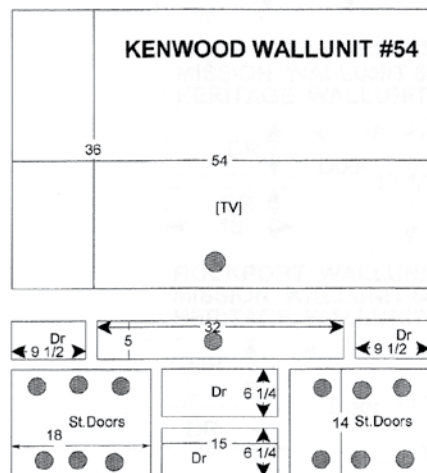 KENWOOD WALLUNIT #54
36
54
[TV]
32
Dr
9 1/2
5
Dr
9 1/2
St.Doors
18
Dr
6 1/4
15
Dr
6 1/4
14 St.Doors